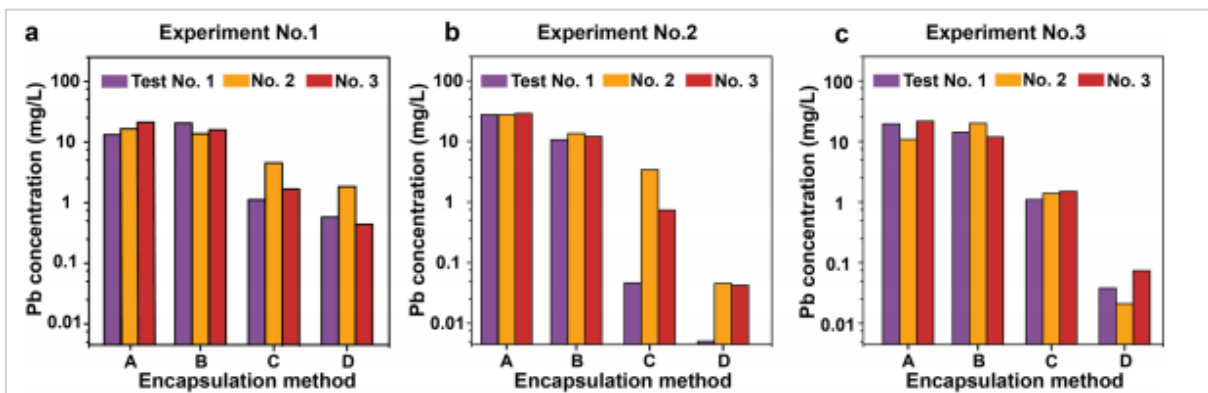 a Experiment No.1
Pb concentration (mg/L)
100
10
1
0.1
0.01
Test No. 1 No. 2 No. 3
A B C D
Encapsulation method
b Experiment No.2
Pb concentration (mg/L)
100
10
1
0.1
0.01
Test No. 1 No. 2 No. 3
A B C D
Encapsulation method
c Experiment No.3
Pb concentration (mg/L)
100
10
1
0.1
0.01
Test No. 1 No. 2 No. 3
A B C D
Encapsulation method